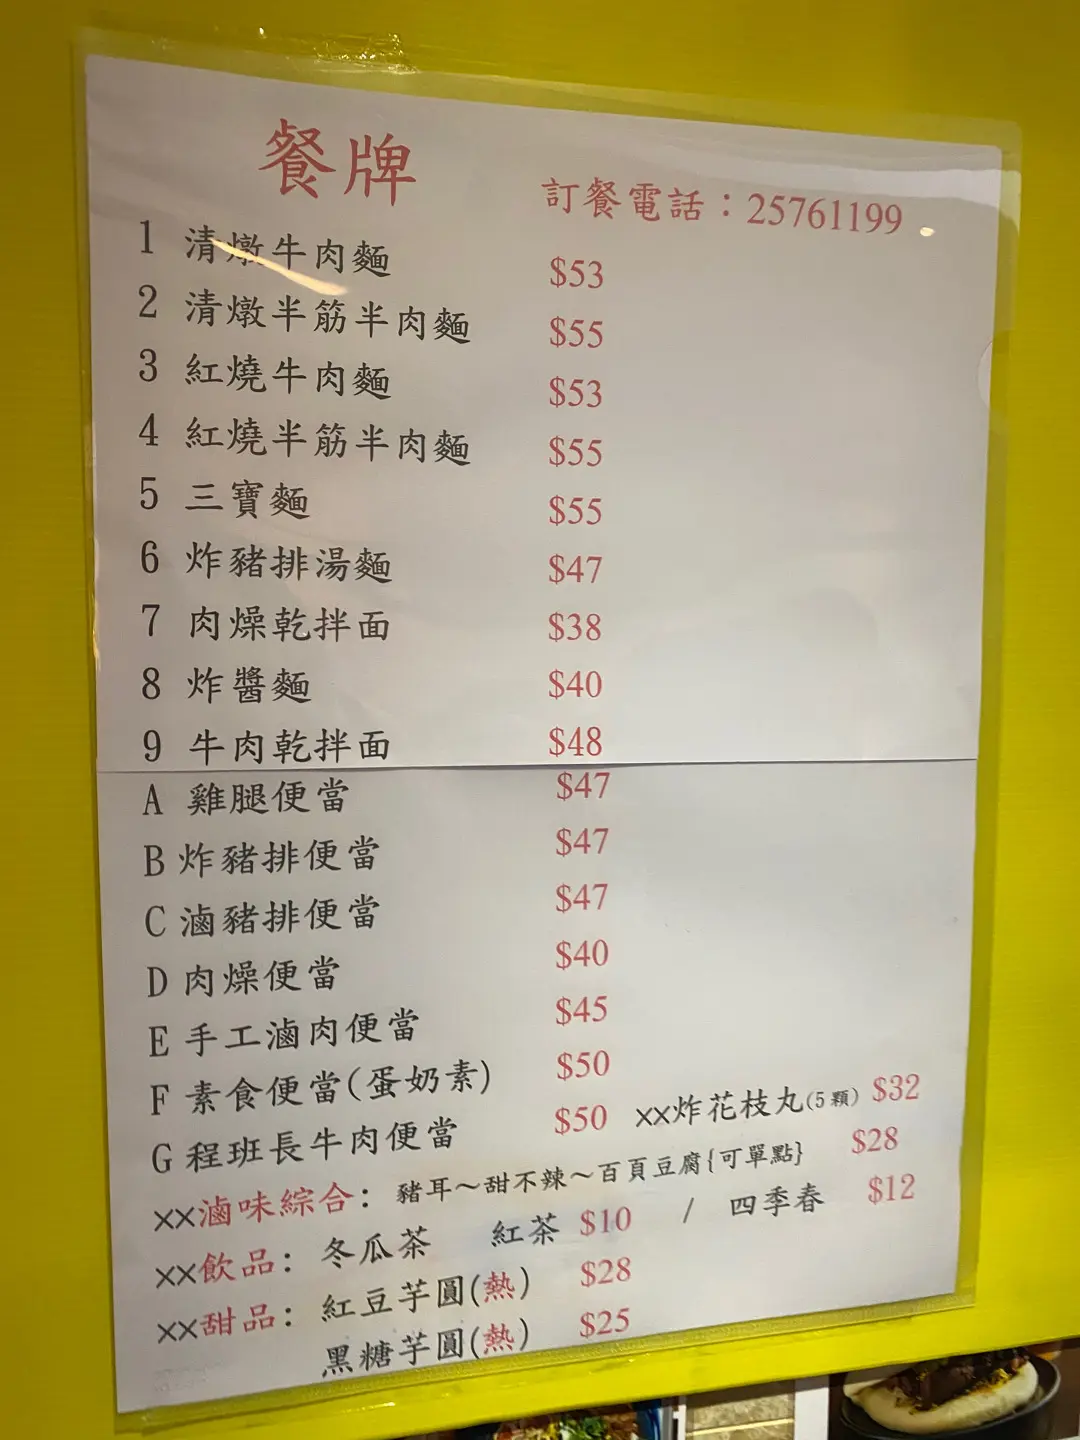 餐牌
訂餐電話：25761199
1 清燉牛肉麵 $53
2 清燉半筋半肉麵 $55
3 紅燒牛肉麵 $53
4 紅燒半筋半肉麵 $55
5 三寶麵 $55
6 炸豬排湯麵 $47
7 肉燥乾拌面 $38
8 炸醬麵 $40
9 牛肉乾拌面 $48
A 雞腿便當 $47
B 炸豬排便當 $47
C 滷豬排便當 $47
D 肉燥便當 $40
E 手工滷肉便當 $45
F 素食便當(蛋奶素) $50
G 程班長牛肉便當 $50 ××炸花枝丸(5顆) $32
××滷味綜合：豬耳～甜不辣～百頁豆腐{可單點} $28
××飲品：冬瓜茶 紅茶 $10 / 四季春 $12
××甜品：紅豆芋圓(熱) $28
黑糖芋圓(熱) $25